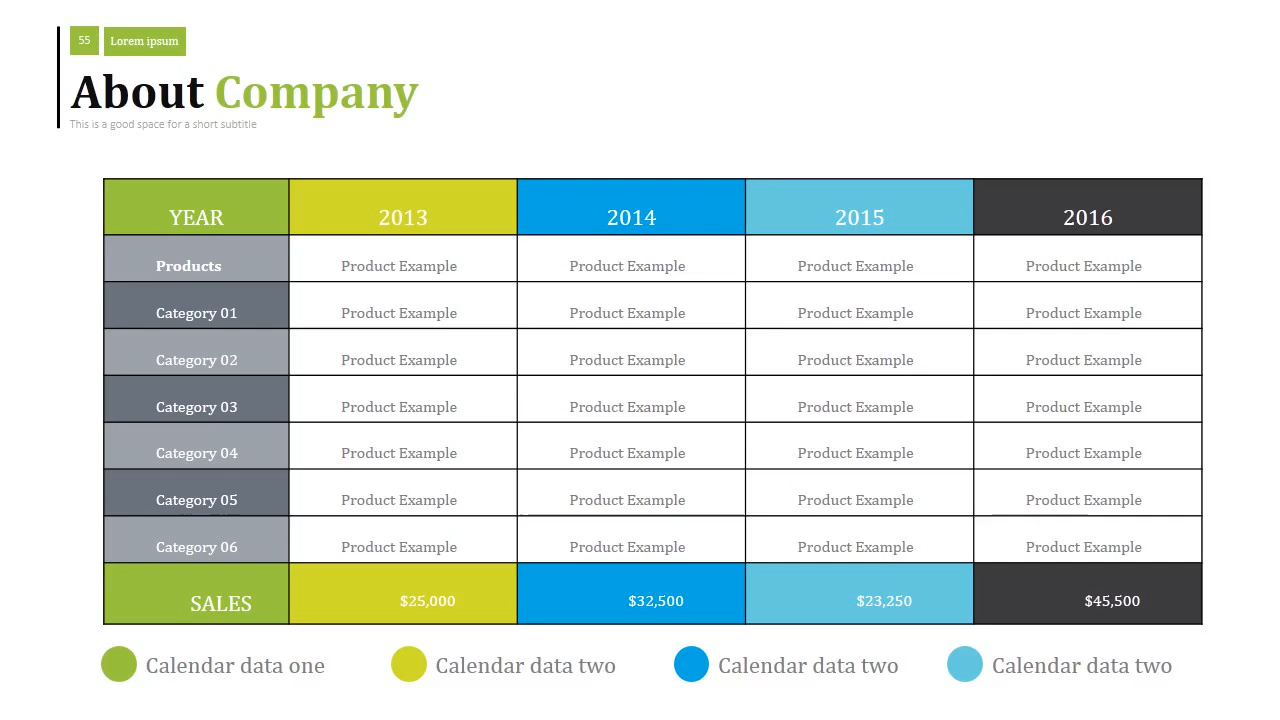 55 Lorem ipsum
About Company
This is a good space for a short subtitle
YEAR 2013 2014 2015 2016
Products Product Example Product Example Product Example Product Example
Category 01 Product Example Product Example Product Example Product Example
Category 02 Product Example Product Example Product Example Product Example
Category 03 Product Example Product Example Product Example Product Example
Category 04 Product Example Product Example Product Example Product Example
Category 05 Product Example Product Example Product Example Product Example
Category 06 Product Example Product Example Product Example Product Example
SALES $25,000 $32,500 $23,250 $45,500
Calendar data one Calendar data two Calendar data two Calendar data two